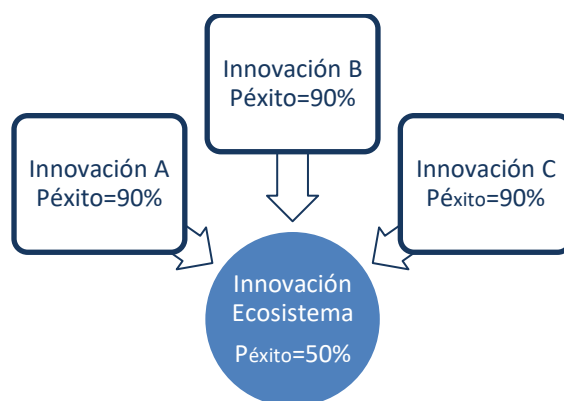 Innovación B
Péxito=90%
Innovación A
Péxito=90%
Innovación C
Péxito=90%
Innovación
Ecosistema
Péxito=50%